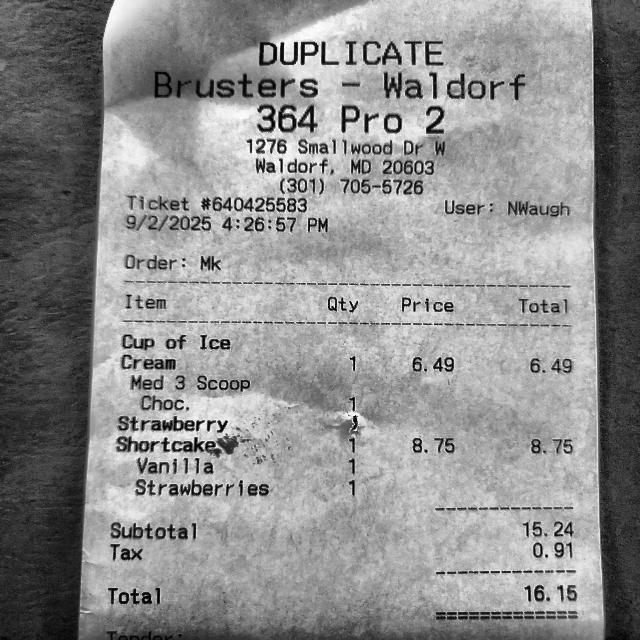 DUPLICATE
Brusters - Waldorf
364 Pro 2
1276 Smallwood Dr W
Waldorf, MD 20603
(301) 705-5726
Ticket #640425583 User: NWaugh
9/2/2025 4:26:57 PM
Order: Mk
Item Qty Price Total
Cup of Ice
Cream 1 6.49 6.49
Med 3 Scoop
Choc. 1
Strawberry
Shortcake 1 8.75 8.75
Vanilla 1
Strawberries 1
Subtotal 15.24
Tax 0.91
Total 16.15
Tender: